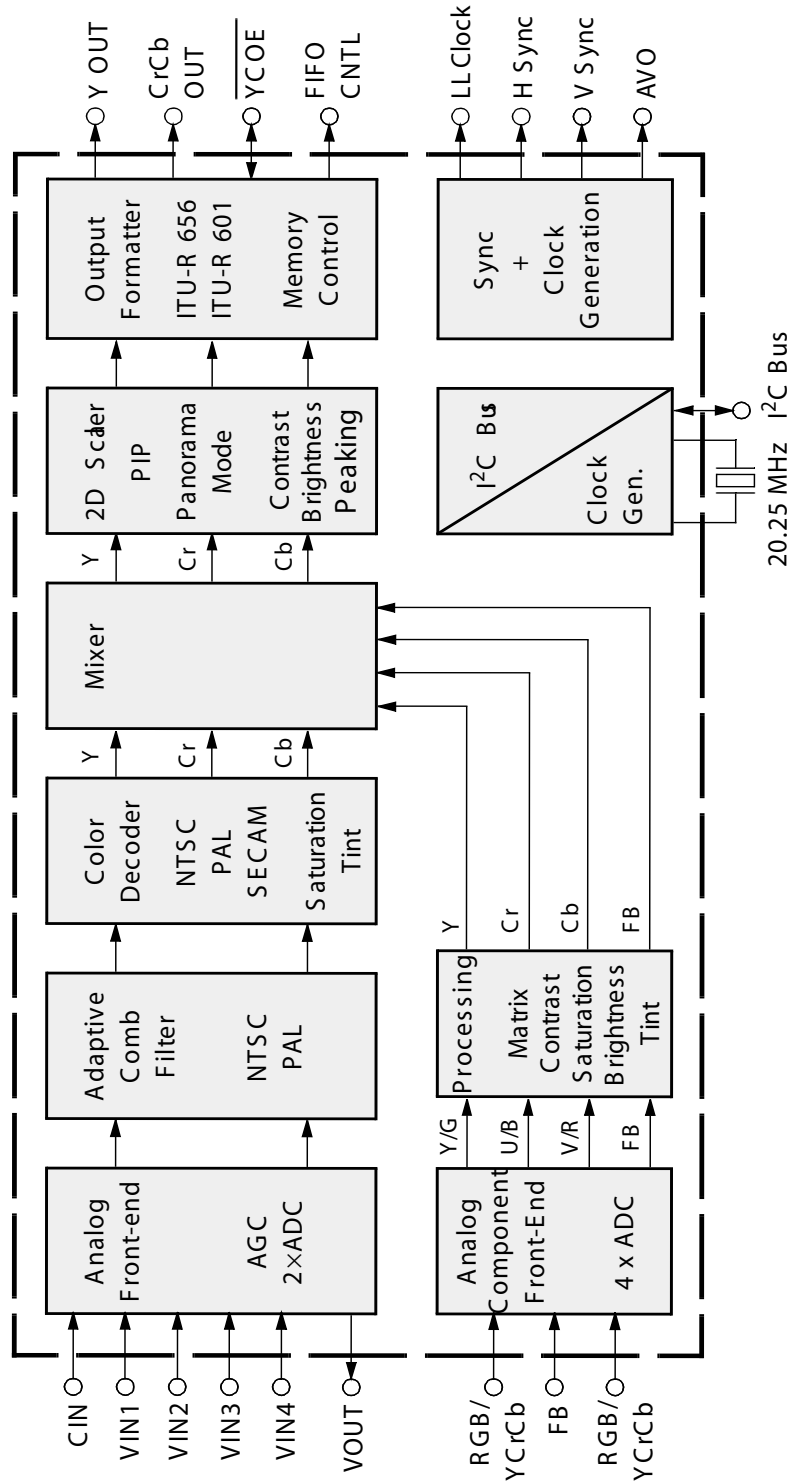 CIN
VIN1
VIN2
VIN3
VIN4
VOUT
Analog
Front-end
AGC
2×ADC
Adaptive
Comb
Filter
NTSC
PAL
Color
Decoder
NTSC
PAL
SECAM
Saturation
Tint
Y
Cr
Cb
Mixer
Y
Cr
Cb
2D Scaler
PIP
Panorama
Mode
Contrast
Brightness
Peaking
Output
Formatter
ITU-R 656
ITU-R 601
Memory
Control
Y OUT
CrCb
OUT
YCOE
FIFO
CNTL
RGB/
YCrCb
FB
RGB/
YCrCb
Analog
Component
Front-End
4 x ADC
Y/G
U/B
V/R
FB
Processing
Matrix
Contrast
Saturation
Brightness
Tint
Y
Cr
Cb
FB
I²C Bus
Clock
Gen.
Sync
+
Clock
Generation
LL Clock
H Sync
V Sync
AVO
20.25 MHz
I²C Bus